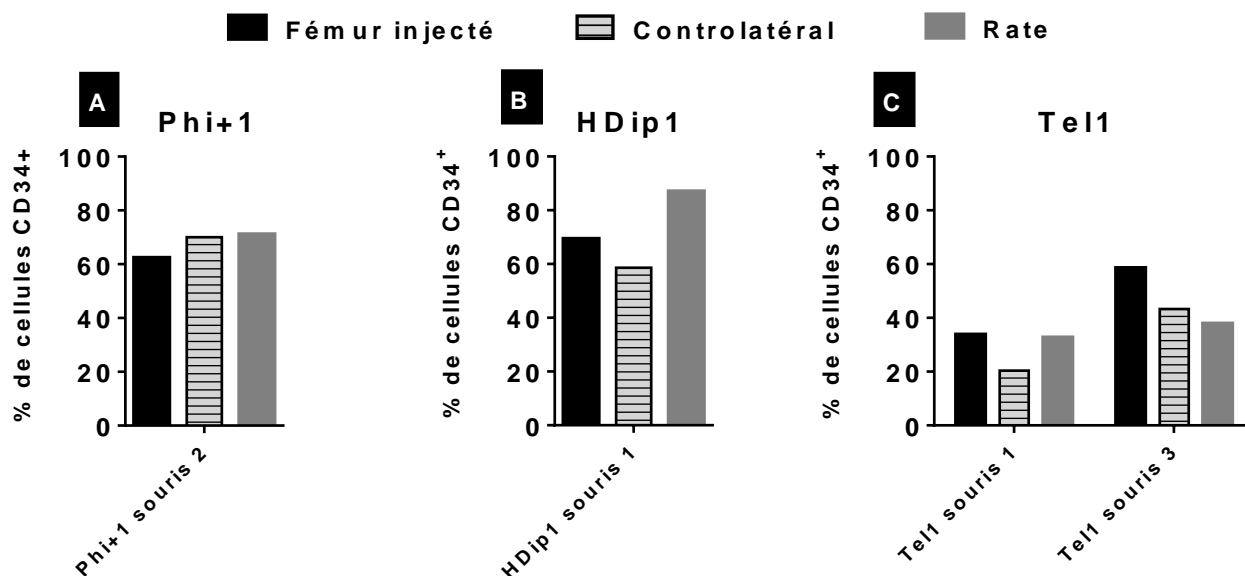 Fémur injecté Controlatéral Rate
A
Phi+1
% de cellules CD34+
100
80
60
40
20
0
Phi+1 souris 2
B
HDip1
% de cellules CD34+
100
80
60
40
20
0
HDip1 souris 1
C
Tel1
% de cellules CD34+
100
80
60
40
20
0
Tel1 souris 1
Tel1 souris 3